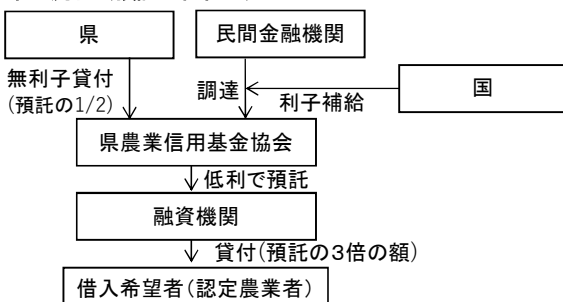 県
民間金融機関
無利子貸付
(預託の1/2)
調達
利子補給
国
県農業信用基金協会
低利で預託
融資機関
貸付(預託の3倍の額)
借入希望者(認定農業者)